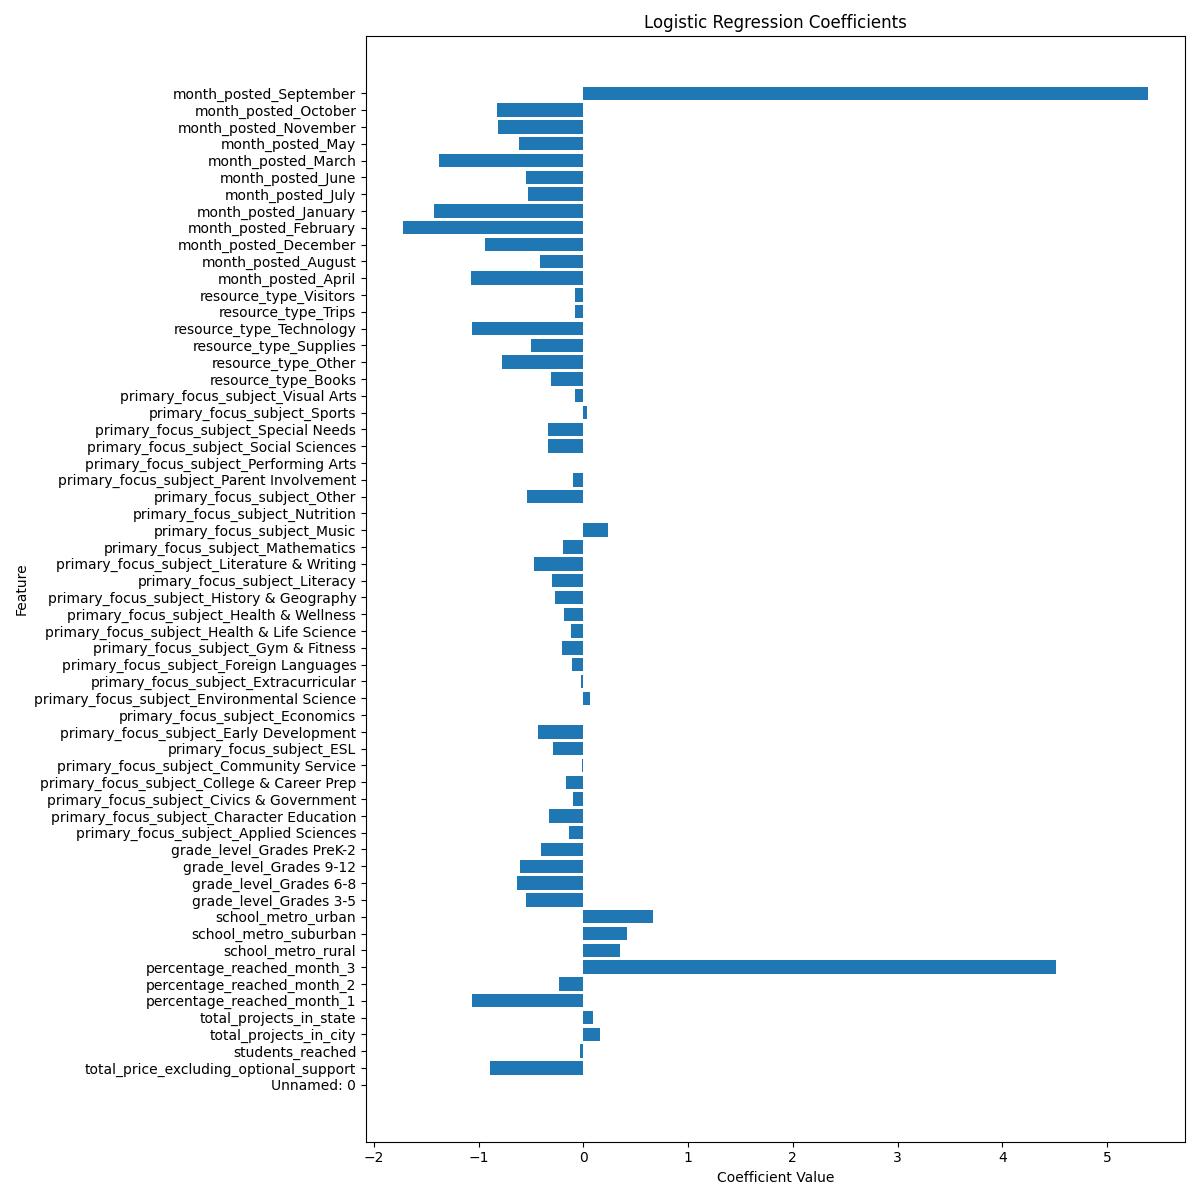 Logistic Regression Coefficients
month_posted_September
month_posted_October
month_posted_November
month_posted_May
month_posted_March
month_posted_June
month_posted_July
month_posted_January
month_posted_February
month_posted_December
month_posted_August
month_posted_April
resource_type_Visitors
resource_type_Trips
resource_type_Technology
resource_type_Supplies
resource_type_Other
resource_type_Books
primary_focus_subject_Visual Arts
primary_focus_subject_Sports
primary_focus_subject_Special Needs
primary_focus_subject_Social Sciences
primary_focus_subject_Performing Arts
primary_focus_subject_Parent Involvement
primary_focus_subject_Other
primary_focus_subject_Nutrition
primary_focus_subject_Music
primary_focus_subject_Mathematics
primary_focus_subject_Literature & Writing
primary_focus_subject_Literacy
primary_focus_subject_History & Geography
primary_focus_subject_Health & Wellness
primary_focus_subject_Health & Life Science
primary_focus_subject_Gym & Fitness
primary_focus_subject_Foreign Languages
primary_focus_subject_Extracurricular
primary_focus_subject_Environmental Science
primary_focus_subject_Economics
primary_focus_subject_Early Development
primary_focus_subject_ESL
primary_focus_subject_Community Service
primary_focus_subject_College & Career Prep
primary_focus_subject_Civics & Government
primary_focus_subject_Character Education
primary_focus_subject_Applied Sciences
grade_level_Grades PreK-2
grade_level_Grades 9-12
grade_level_Grades 6-8
grade_level_Grades 3-5
school_metro_urban
school_metro_suburban
school_metro_rural
percentage_reached_month_3
percentage_reached_month_2
percentage_reached_month_1
total_projects_in_state
total_projects_in_city
students_reached
total_price_excluding_optional_support
Unnamed: 0
Feature
−2 −1 0 1 2 3 4 5
Coefficient Value